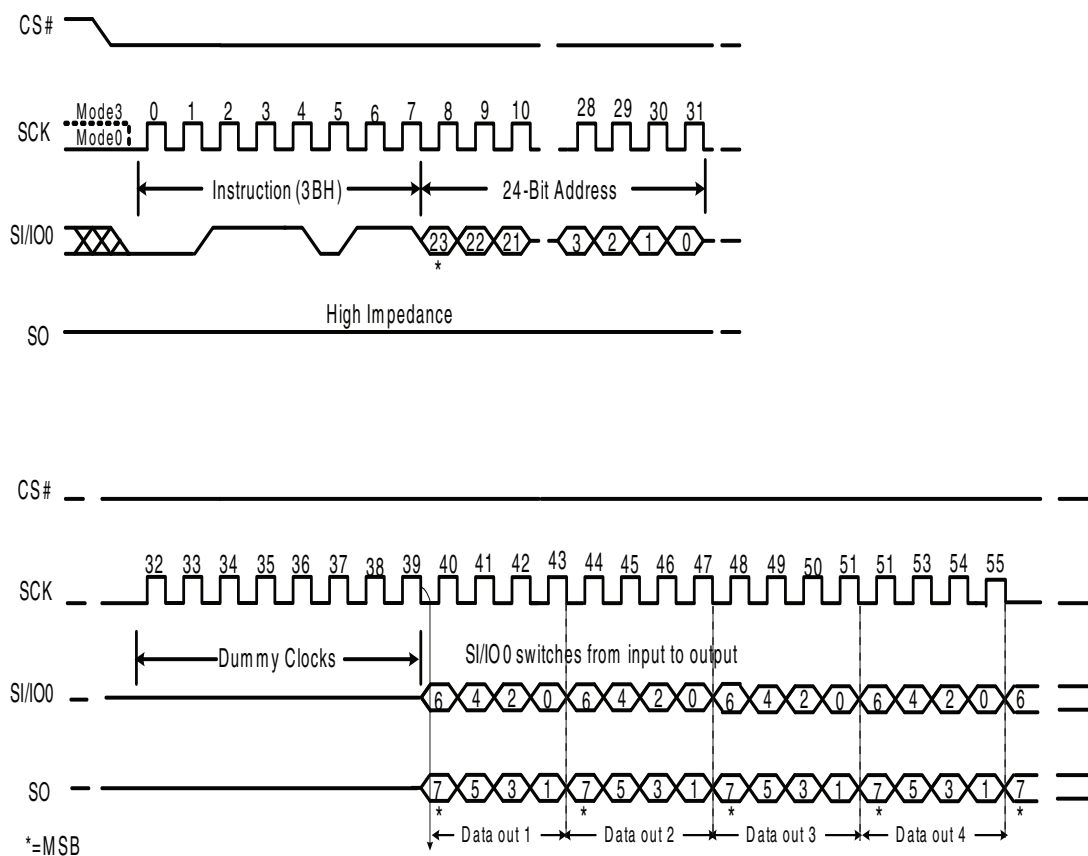 CS#
Mode3
0 1 2 3 4 5 6 7 8 9 10 28 29 30 31
SCK
Mode0
Instruction (3BH) 24-Bit Address
SI/IO0
23 22 21 3 2 1 0
*
High Impedance
SO
CS#
32 33 34 35 36 37 38 39 40 41 42 43 44 45 46 47 48 49 50 51 51 53 54 55
SCK
Dummy Clocks SI/IO0 switches from input to output
SI/IO0
6 4 2 0 6 4 2 0 6 4 2 0 6 4 2 0 6
SO
7 5 3 1 7 5 3 1 7 5 3 1 7 5 3 1 7
* * * * *
Data out 1 Data out 2 Data out 3 Data out 4
*=MSB